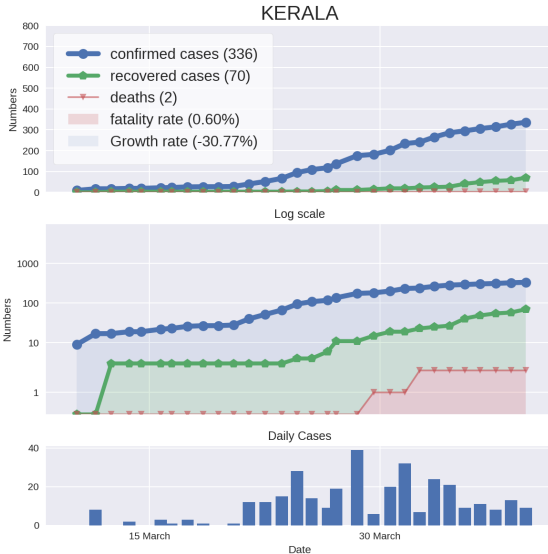 KERALA
800
700
600
500
400
300
200
100
0
Numbers
confirmed cases (336)
recovered cases (70)
deaths (2)
fatality rate (0.60%)
Growth rate (-30.77%)
Log scale
1000
100
10
1
Numbers
Daily Cases
40
20
0
15 March
30 March
Date